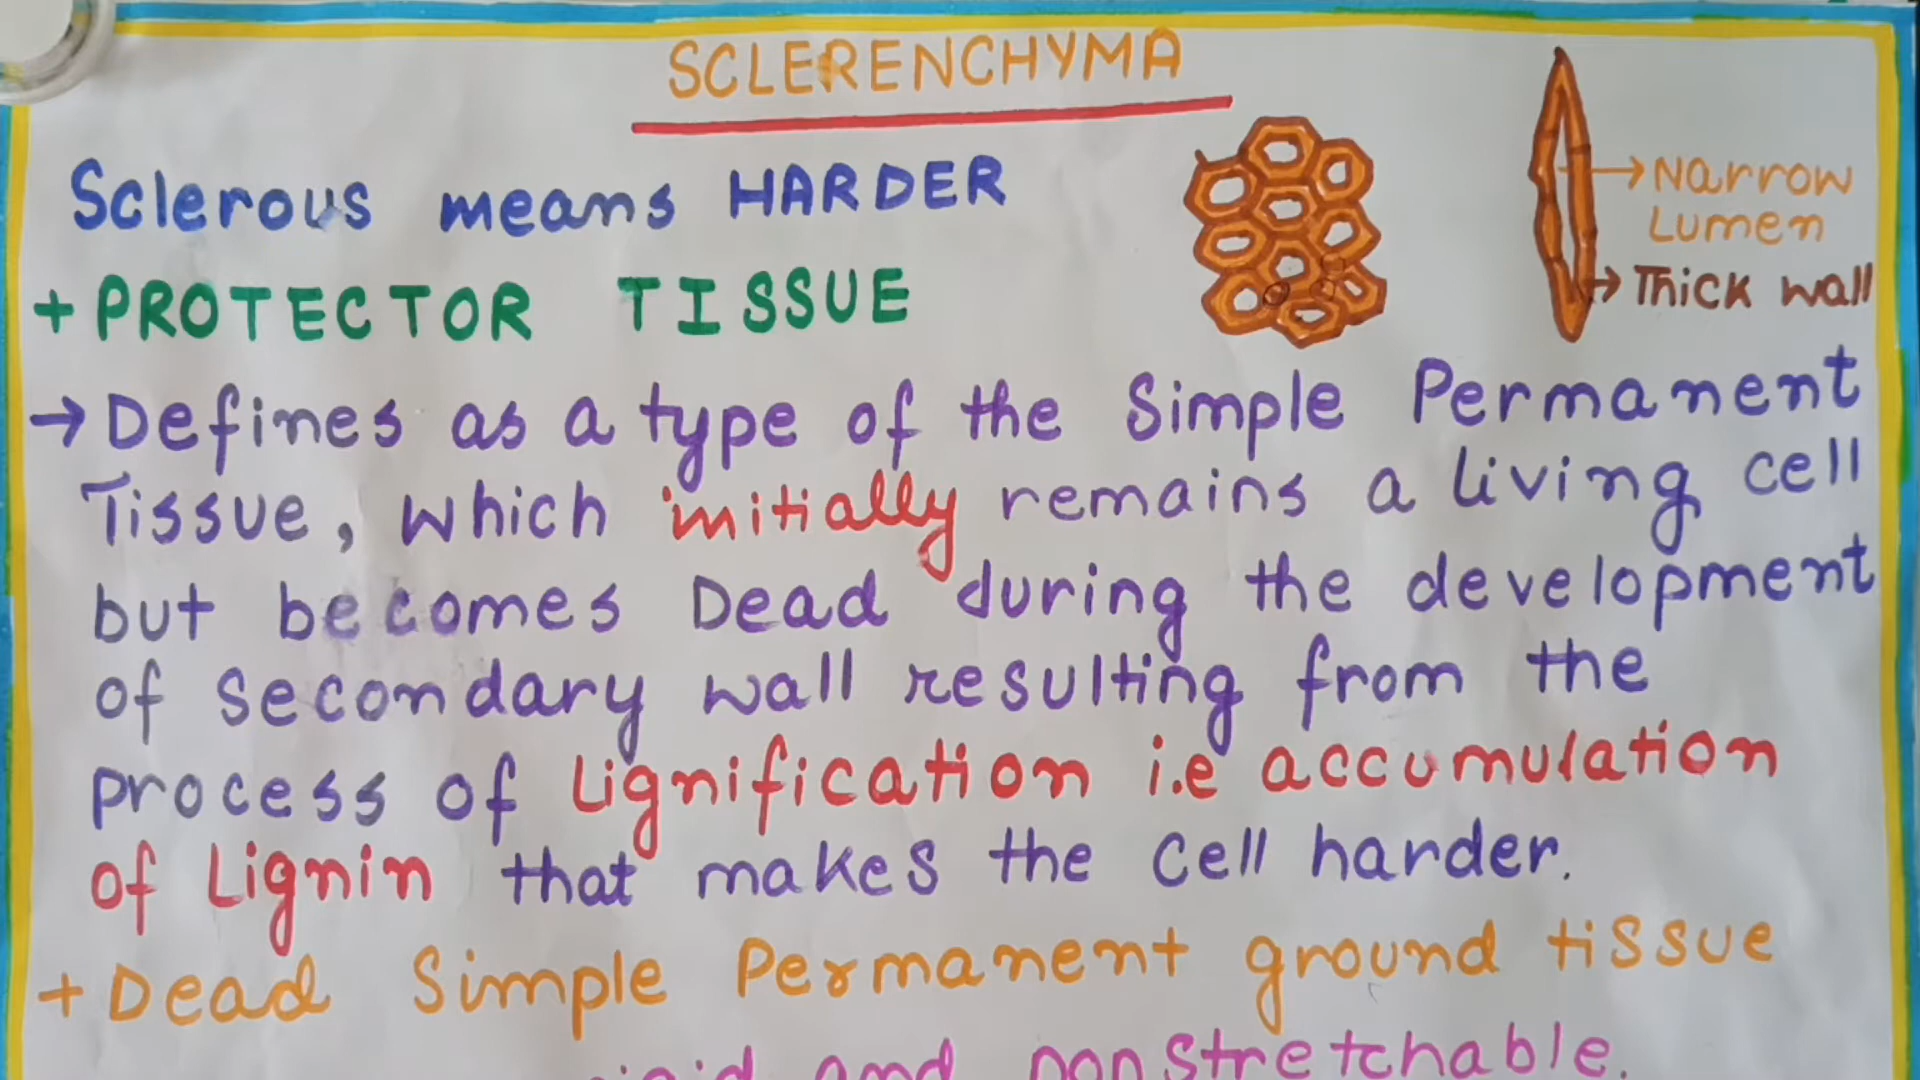 SCLERENCHYMA
Sclerous means HARDER
+ PROTECTOR TISSUE
→ Narrow
Lumen
→ Thick wall
→ Defines as a type of the Simple Permanent
Tissue, which initially remains a living cell
but becomes Dead during the development
of secondary wall resulting from the
process of Lignification i.e accumulation
of Lignin that makes the cell harder.
+ Dead Simple Permanent ground tissue
rigid and nonstretchable.